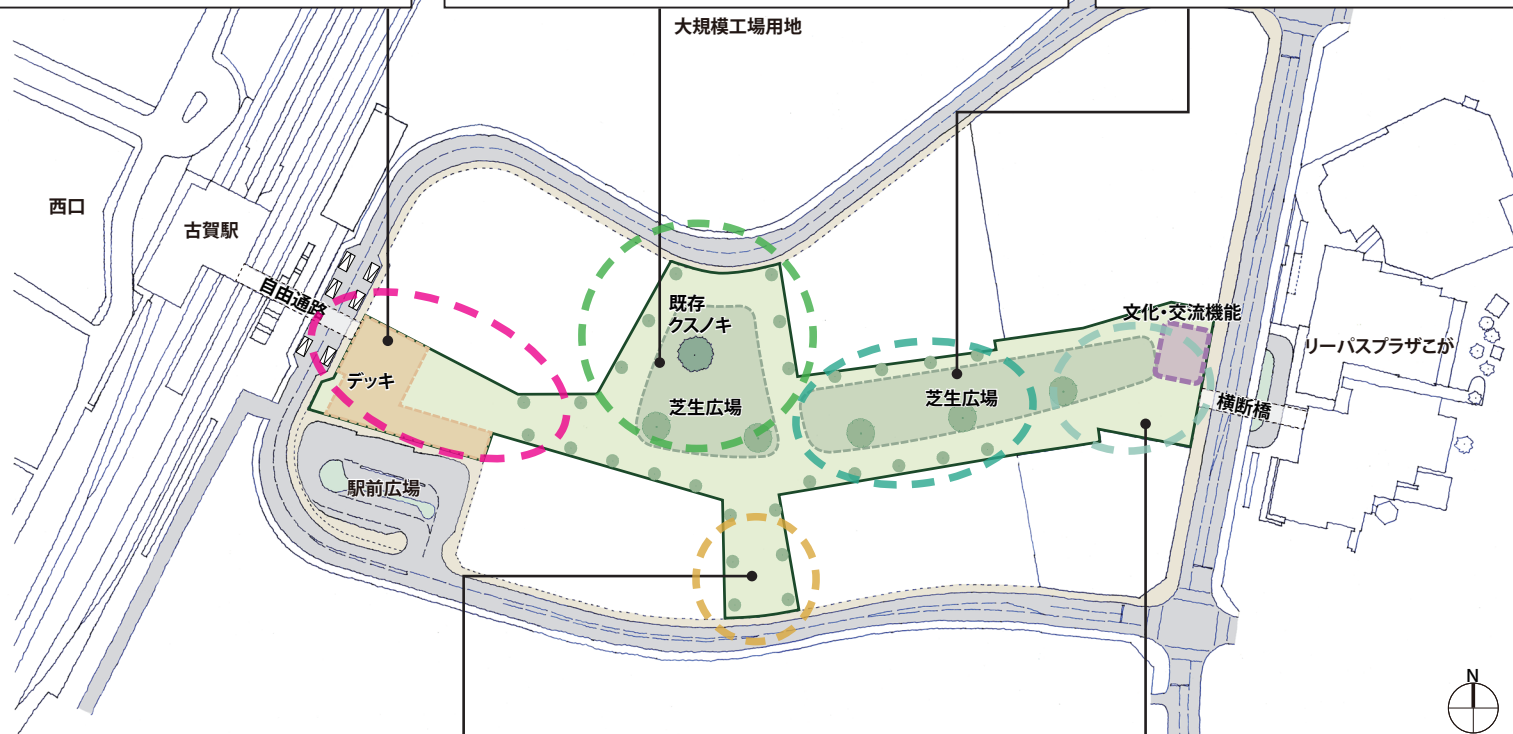 大規模工場用地
西口
古賀駅
自由通路
既存
クスノキ
文化・交流機能
リーパスプラザこが
デッキ
芝生広場
芝生広場
横断橋
駅前広場
N